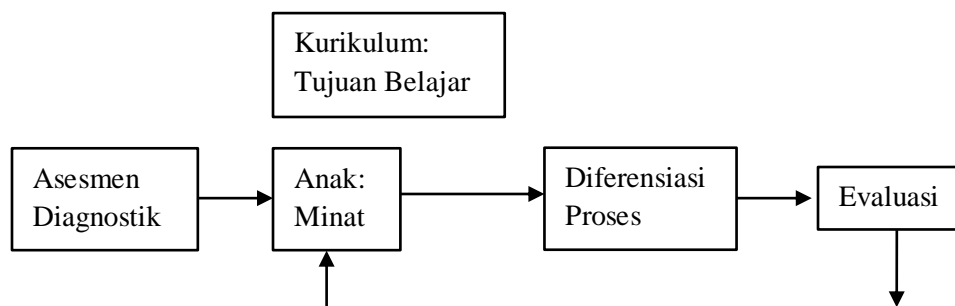 Kurikulum:
Tujuan Belajar
Asesmen
Diagnostik
Anak:
Minat
Diferensiasi
Proses
Evaluasi